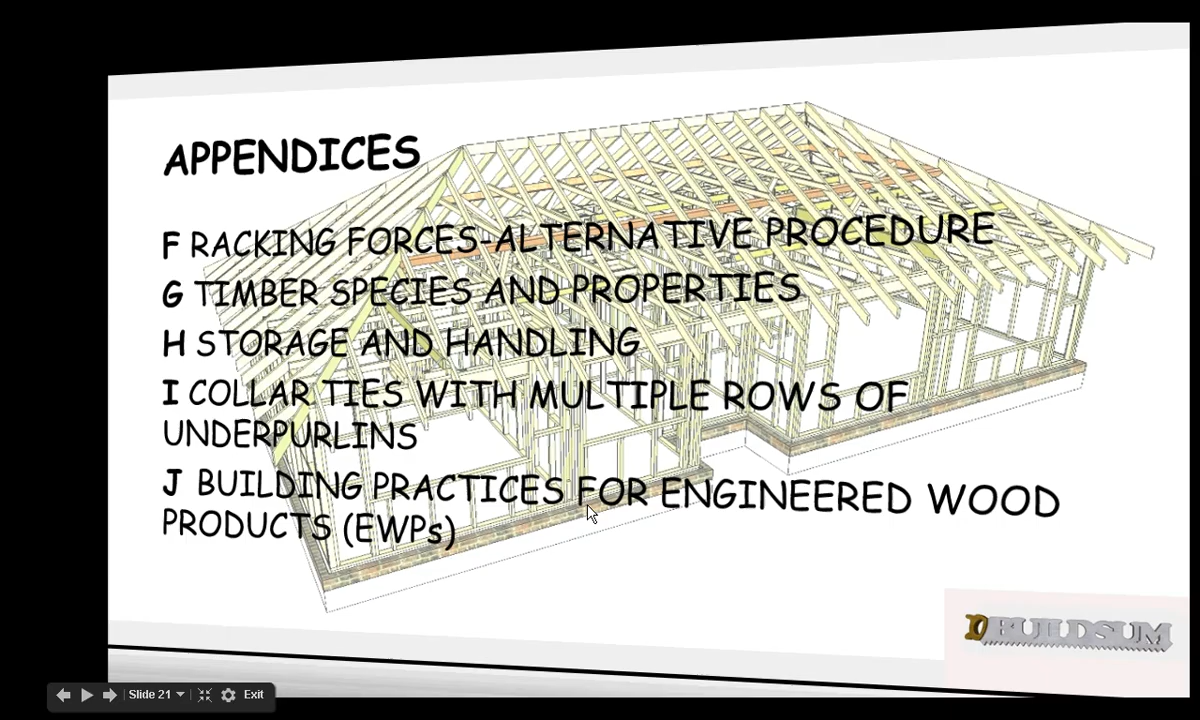 APPENDICES
F RACKING FORCES-ALTERNATIVE PROCEDURE
G TIMBER SPECIES AND PROPERTIES
H STORAGE AND HANDLING
I COLLAR TIES WITH MULTIPLE ROWS OF
UNDERPURLINS
J BUILDING PRACTICES FOR ENGINEERED WOOD
PRODUCTS (EWPs)
BUILDSUM
Slide 21
Exit